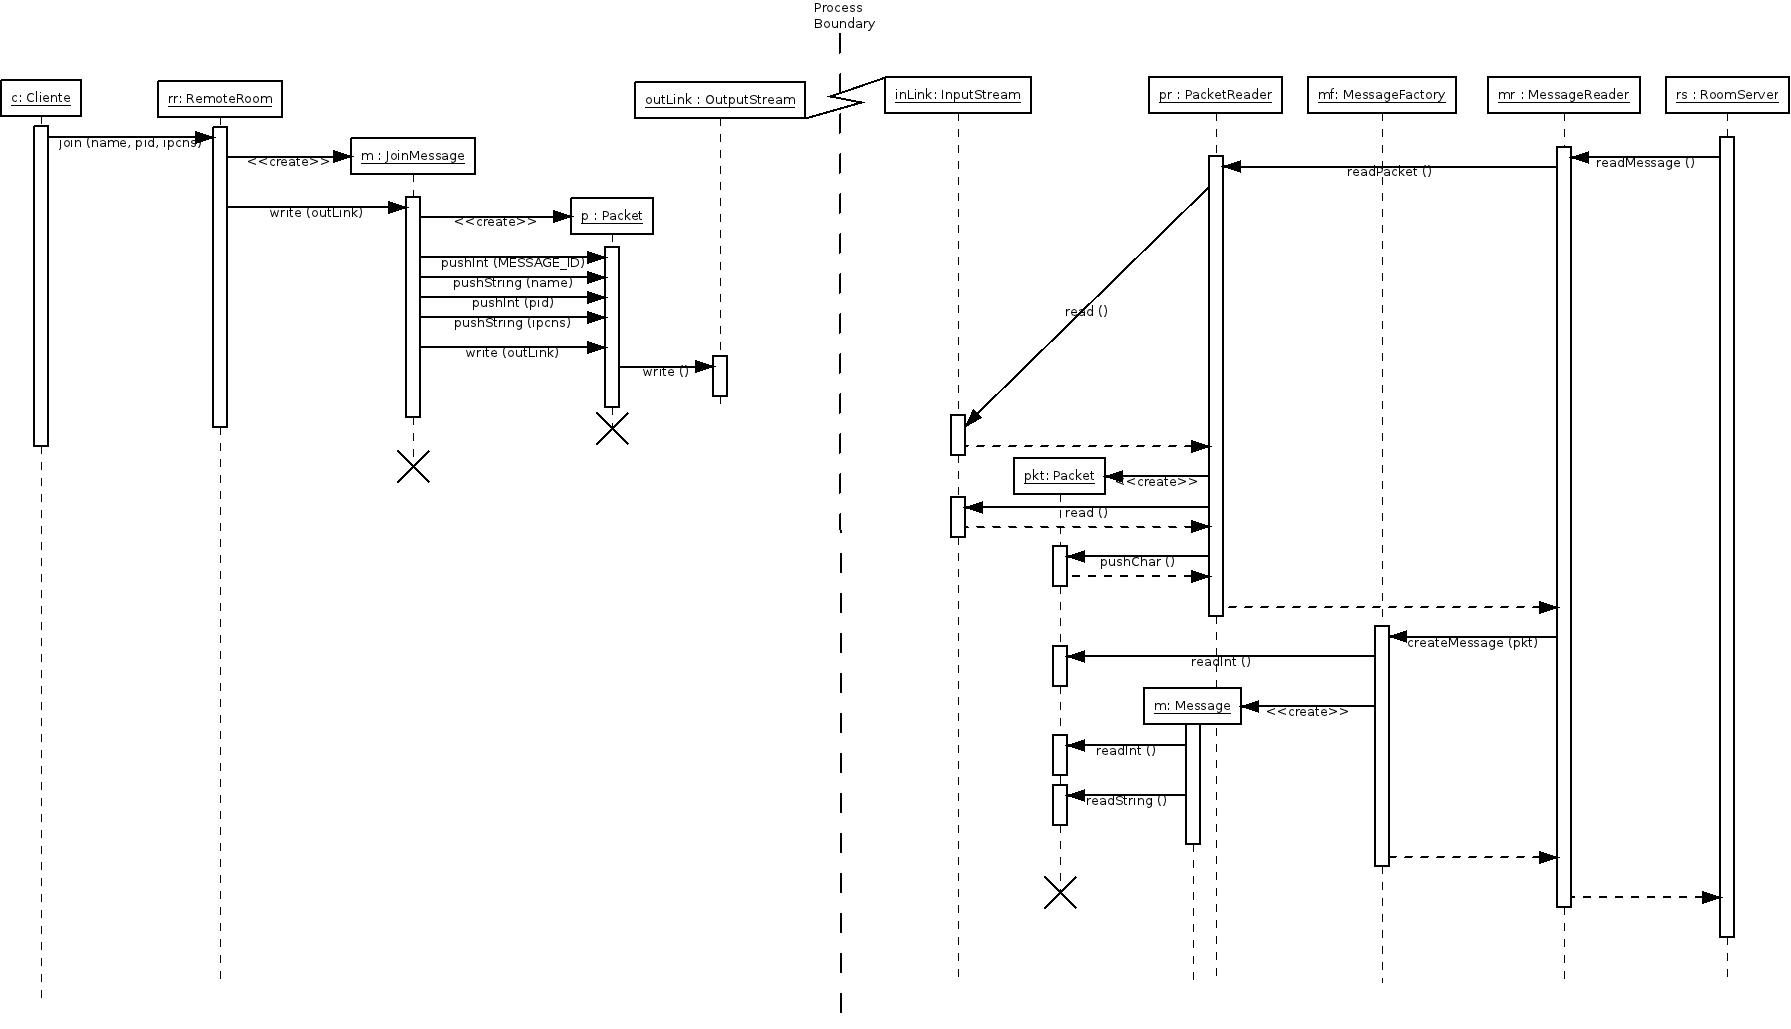 Process
Boundary
c: Cliente
rr: RemoteRoom
outLink : OutputStream
inLink: InputStream
pr : PacketReader
mf: MessageFactory
mr : MessageReader
rs : RoomServer
join (name, pid, ipcns)
<<create>>
m : JoinMessage
readMessage ()
readPacket ()
write (outLink)
<<create>>
p : Packet
pushInt (MESSAGE_ID)
pushString (name)
pushInt (pid)
pushString (ipcns)
read ()
write (outLink)
write ()
pkt: Packet
<<create>>
read ()
pushChar ()
createMessage (pkt)
readInt ()
m: Message
<<create>>
readInt ()
readString ()